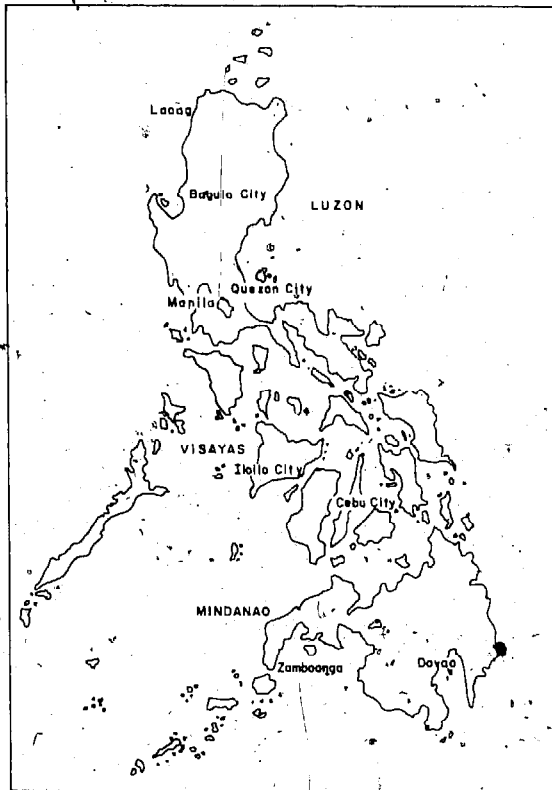 Laoag
Baguio City
LUZON
Quezon City
Manila
VISAYAS
Iloilo City
Cebu City
MINDANAO
Zamboanga
Davao